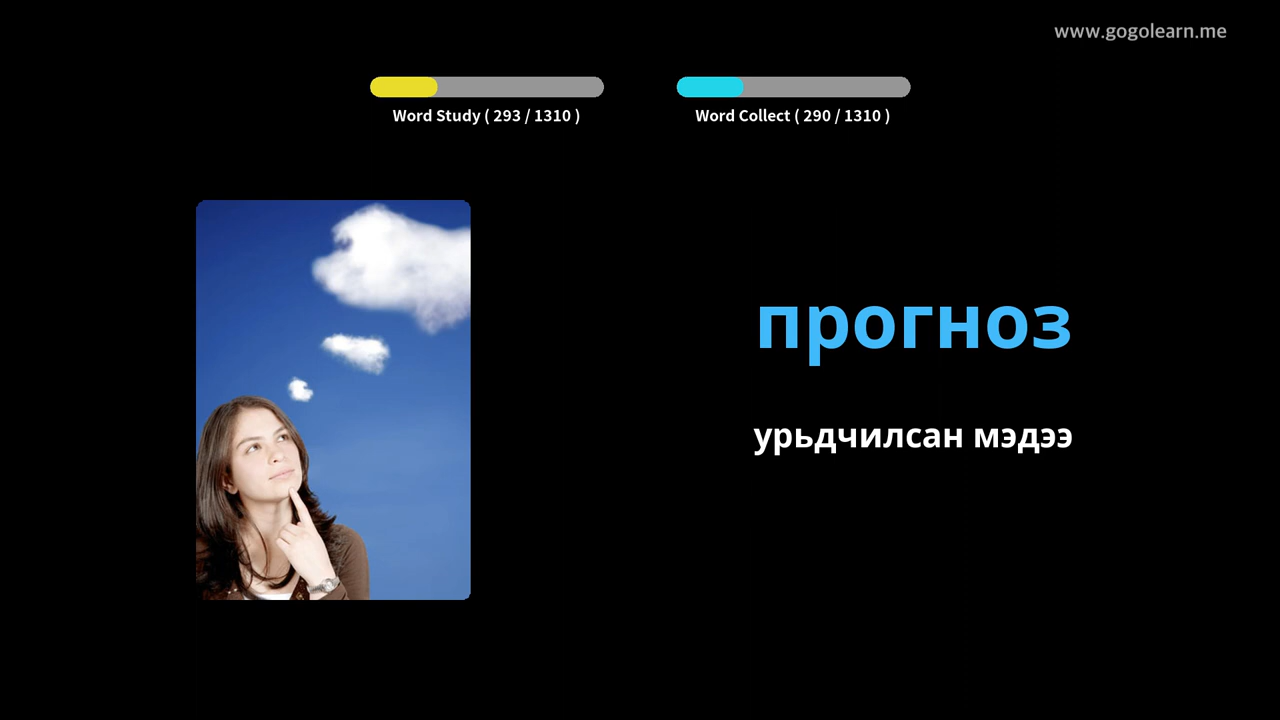 www.gogolearn.me
Word Study ( 293 / 1310 )
Word Collect ( 290 / 1310 )
прогноз
урьдчилсан мэдээ